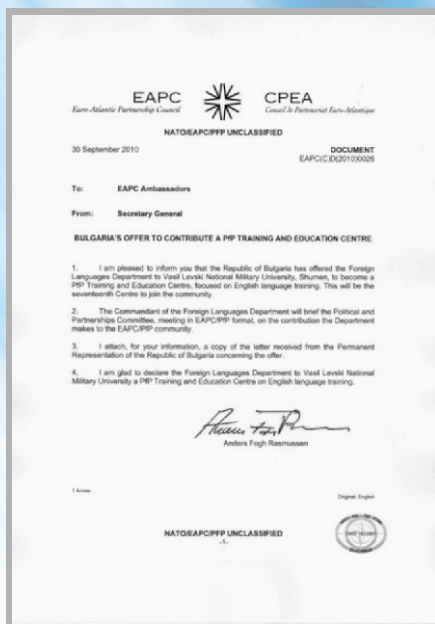 EAPC CPEA
Euro-Atlantic Partnership Council Conseil de Partenariat Euro-Atlantique
NATO/EAPC/PFP UNCLASSIFIED
30 September 2010 DOCUMENT
EAPC(C)D(2010)0026
To: EAPC Ambassadors
From: Secretary General
BULGARIA'S OFFER TO CONTRIBUTE A PfP TRAINING AND EDUCATION CENTRE
1. I am pleased to inform you that the Republic of Bulgaria has offered the Foreign
Languages Department to Vasil Levski National Military University, Shumen, to become a
PfP Training and Education Centre, focused on English language training. This will be the
seventeenth Centre to join the community.
2. The Commandant of the Foreign Languages Department will brief the Political and
Partnerships Committee, meeting in EAPC/PfP format, on the contribution the Department
makes to the EAPC/PfP community.
3. I attach, for your information, a copy of the letter received from the Permanent
Representation of the Republic of Bulgaria concerning the offer.
4. I am glad to declare the Foreign Languages Department to Vasil Levski National
Military University a PfP Training and Education Centre on English language training.
Anders Fogh Rasmussen
1 Annex
Original: English
NATO/EAPC/PFP UNCLASSIFIED
-1-